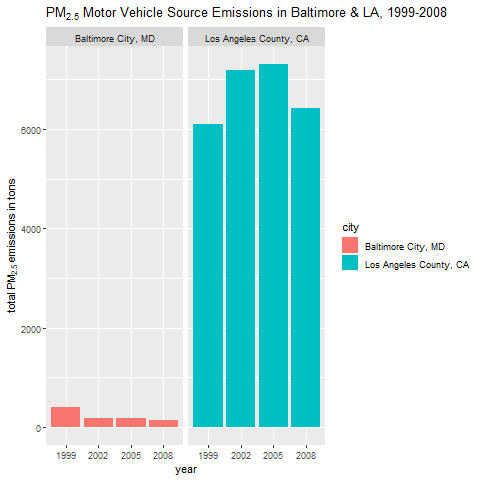 PM2.5 Motor Vehicle Source Emissions in Baltimore & LA, 1999-2008
Baltimore City, MD
Los Angeles County, CA
total PM2.5 emissions in tons
6000
4000
2000
0
1999 2002 2005 2008
1999 2002 2005 2008
year
city
Baltimore City, MD
Los Angeles County, CA